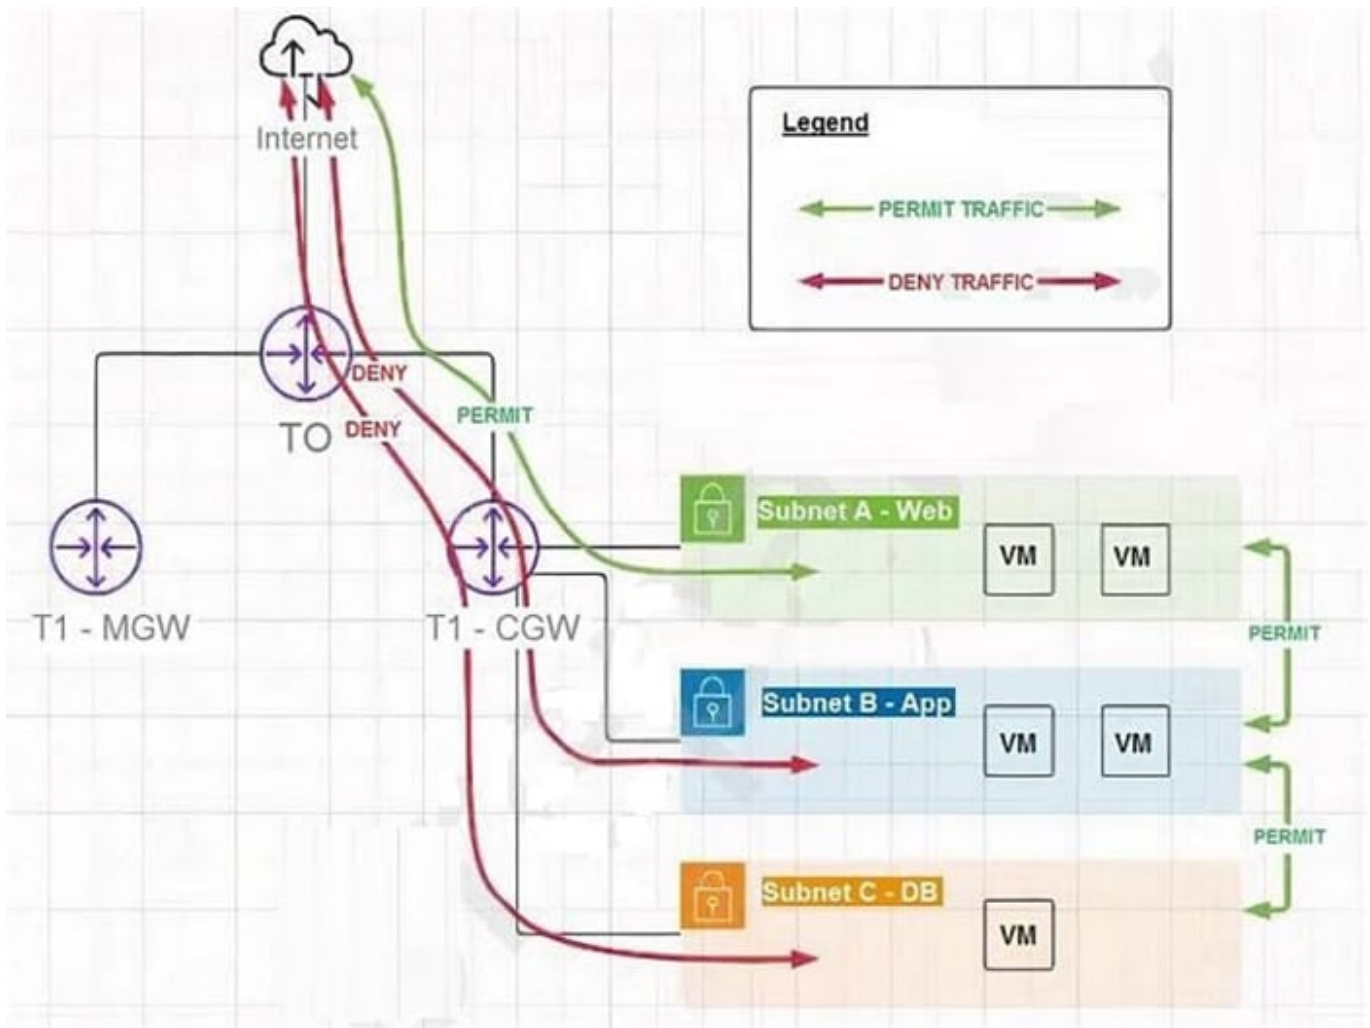 Internet
Legend
PERMIT TRAFFIC
DENY TRAFFIC
DENY
PERMIT
DENY
TO
T1 - MGW
T1 - CGW
Subnet A - Web
VM
VM
PERMIT
Subnet B - App
VM
VM
PERMIT
Subnet C - DB
VM